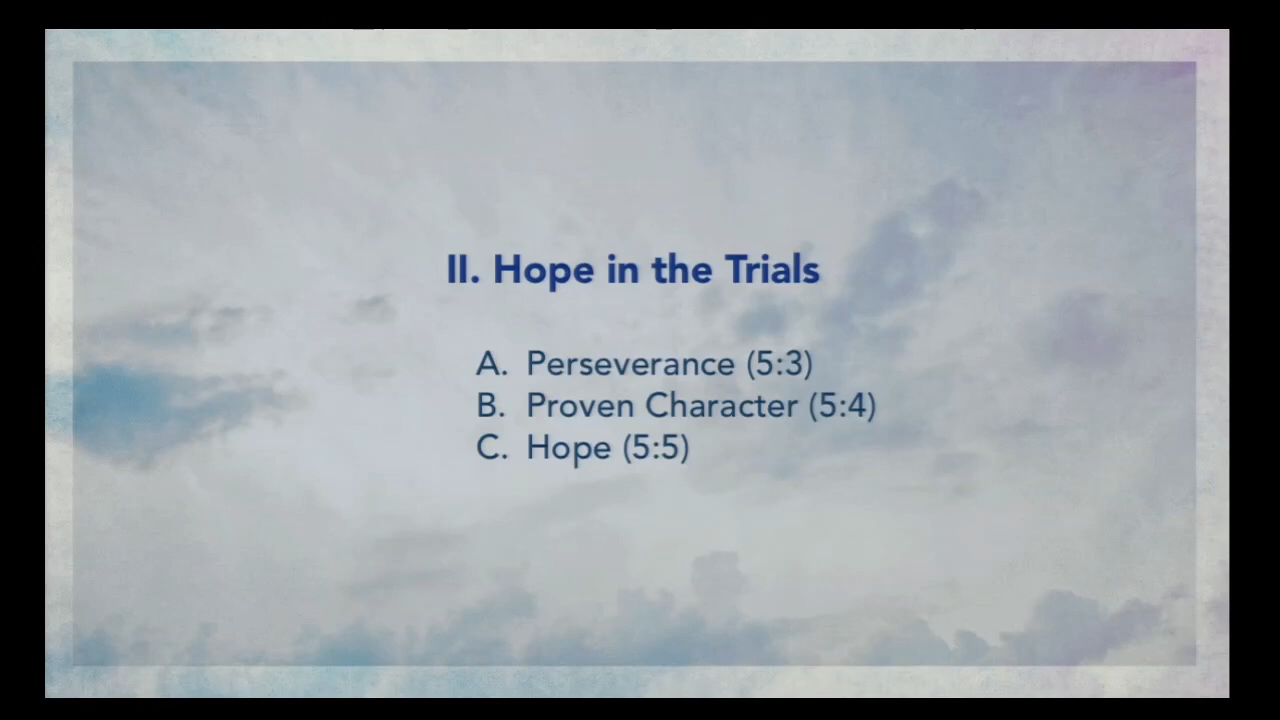 II. Hope in the Trials
A. Perseverance (5:3)
B. Proven Character (5:4)
C. Hope (5:5)